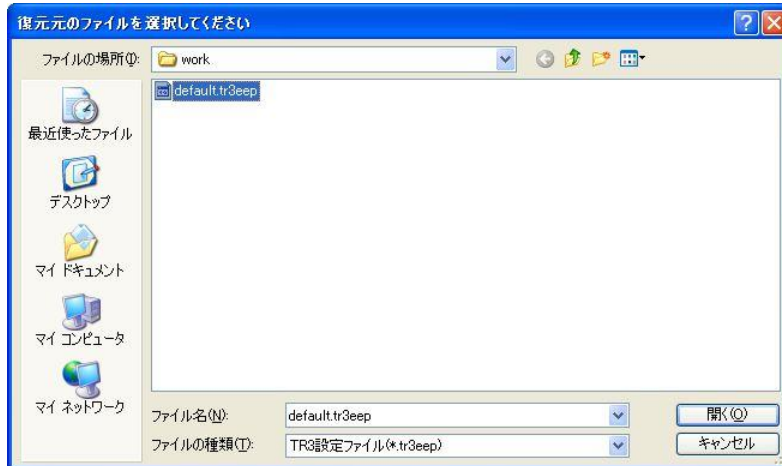 復元元のファイルを選択してください
ファイルの場所(I):
work
default.tr3eep
最近使ったファイル
デスクトップ
マイ ドキュメント
マイ コンピュータ
マイ ネットワーク
ファイル名(N):
default.tr3eep
開く(O)
ファイルの種類(T):
TR3設定ファイル(*.tr3eep)
キャンセル